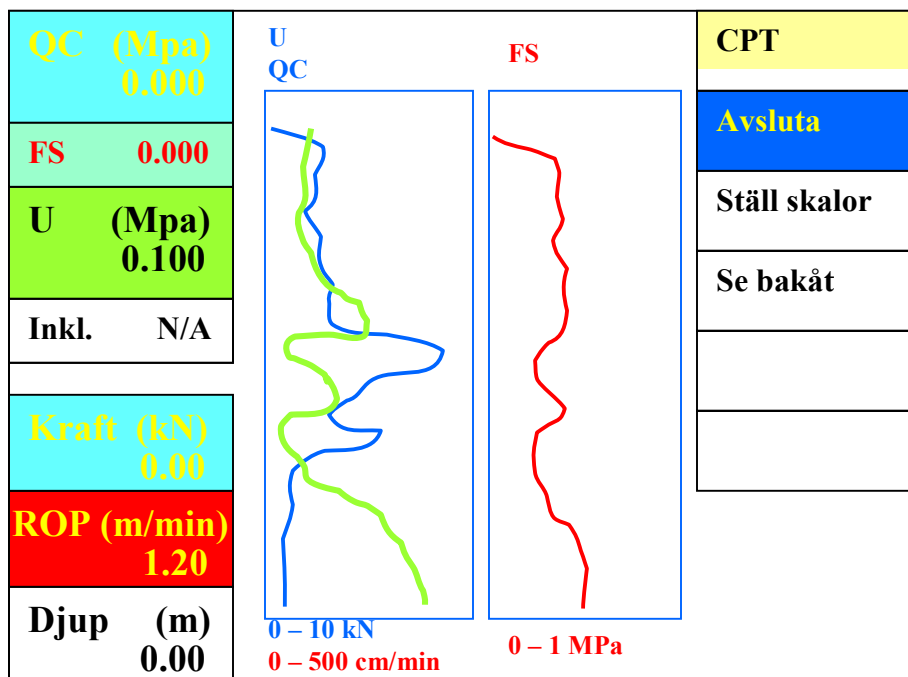 QC (Mpa)
0.000
FS 0.000
U (Mpa)
0.100
Inkl. N/A
Kraft (kN)
0.00
ROP (m/min)
1.20
Djup (m)
0.00
U
QC
FS
0 – 10 kN
0 – 500 cm/min
0 – 1 MPa
CPT
Avsluta
Ställ skalor
Se bakåt